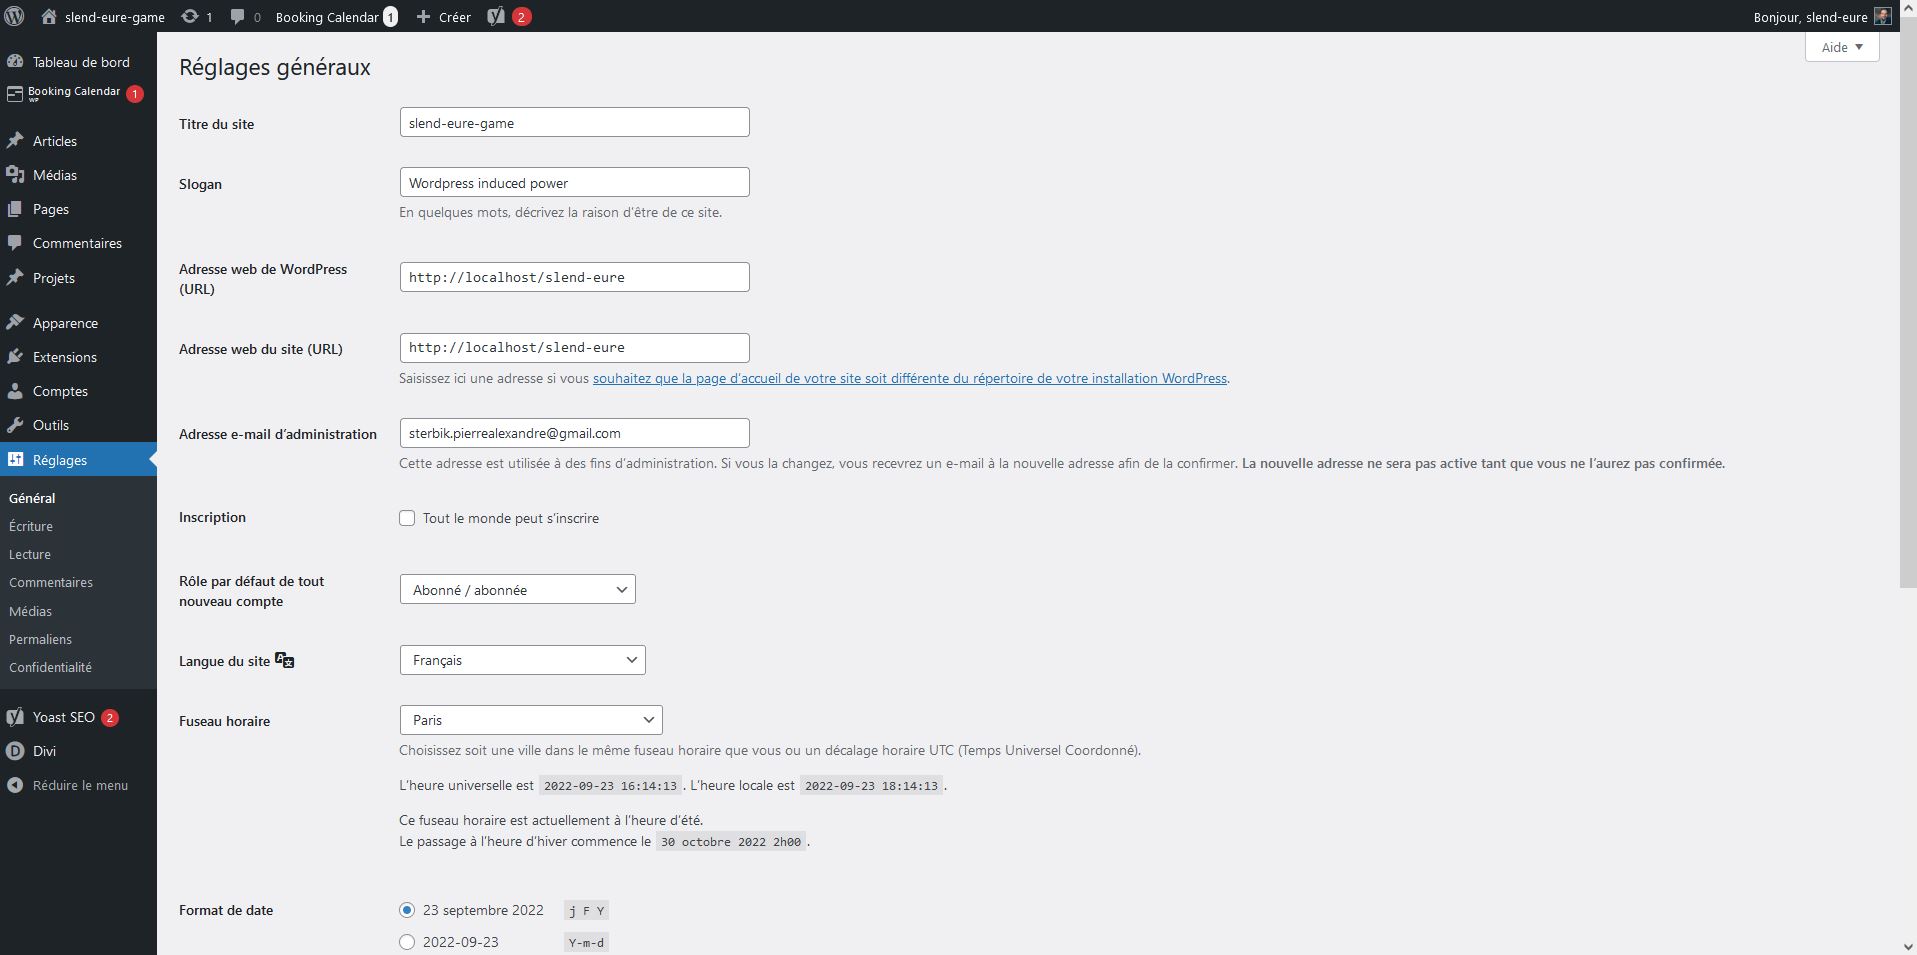 slend-eure-game
1
0
Booking Calendar 1
Créer
2
Bonjour, slend-eure
Aide
Tableau de bord
Booking Calendar 1
WP
Articles
Médias
Pages
Commentaires
Projets
Apparence
Extensions
Comptes
Outils
Réglages
Général
Écriture
Lecture
Commentaires
Médias
Permaliens
Confidentialité
Yoast SEO 2
Divi
Réduire le menu
Réglages généraux
Titre du site
slend-eure-game
Slogan
Wordpress induced power
En quelques mots, décrivez la raison d'être de ce site.
Adresse web de WordPress
(URL)
http://localhost/slend-eure
Adresse web du site (URL)
http://localhost/slend-eure
Saisissez ici une adresse si vous souhaitez que la page d'accueil de votre site soit différente du répertoire de votre installation WordPress.
Adresse e-mail d'administration
sterbik.pierrealexandre@gmail.com
Cette adresse est utilisée à des fins d'administration. Si vous la changez, vous recevrez un e-mail à la nouvelle adresse afin de la confirmer. La nouvelle adresse ne sera pas active tant que vous ne l'aurez pas confirmée.
Inscription
Tout le monde peut s'inscrire
Rôle par défaut de tout
nouveau compte
Abonné / abonnée
Langue du site
Français
Fuseau horaire
Paris
Choisissez soit une ville dans le même fuseau horaire que vous ou un décalage horaire UTC (Temps Universel Coordonné).
L'heure universelle est 2022-09-23 16:14:13. L'heure locale est 2022-09-23 18:14:13.
Ce fuseau horaire est actuellement à l'heure d'été.
Le passage à l'heure d'hiver commence le 30 octobre 2022 2h00.
Format de date
23 septembre 2022 j F Y
2022-09-23 Y-m-d